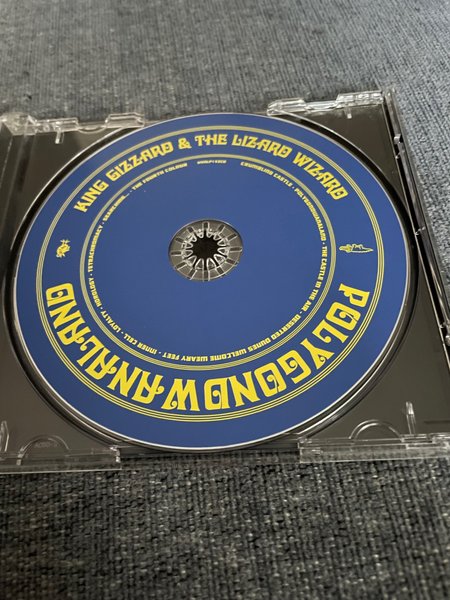 KING GIZZARD & THE LIZARD WIZARD
CRUMBLING CASTLE · POLYGONDWANALAND · THE CASTLE IN THE AIR · DESERTED DUNES WELCOME WEARY FEET · INNER CELL · LOYALTY · HOROLOGY · TETRACHROMACY · SEARCHING... · THE FOURTH COLOUR
POLYGONDWANALAND